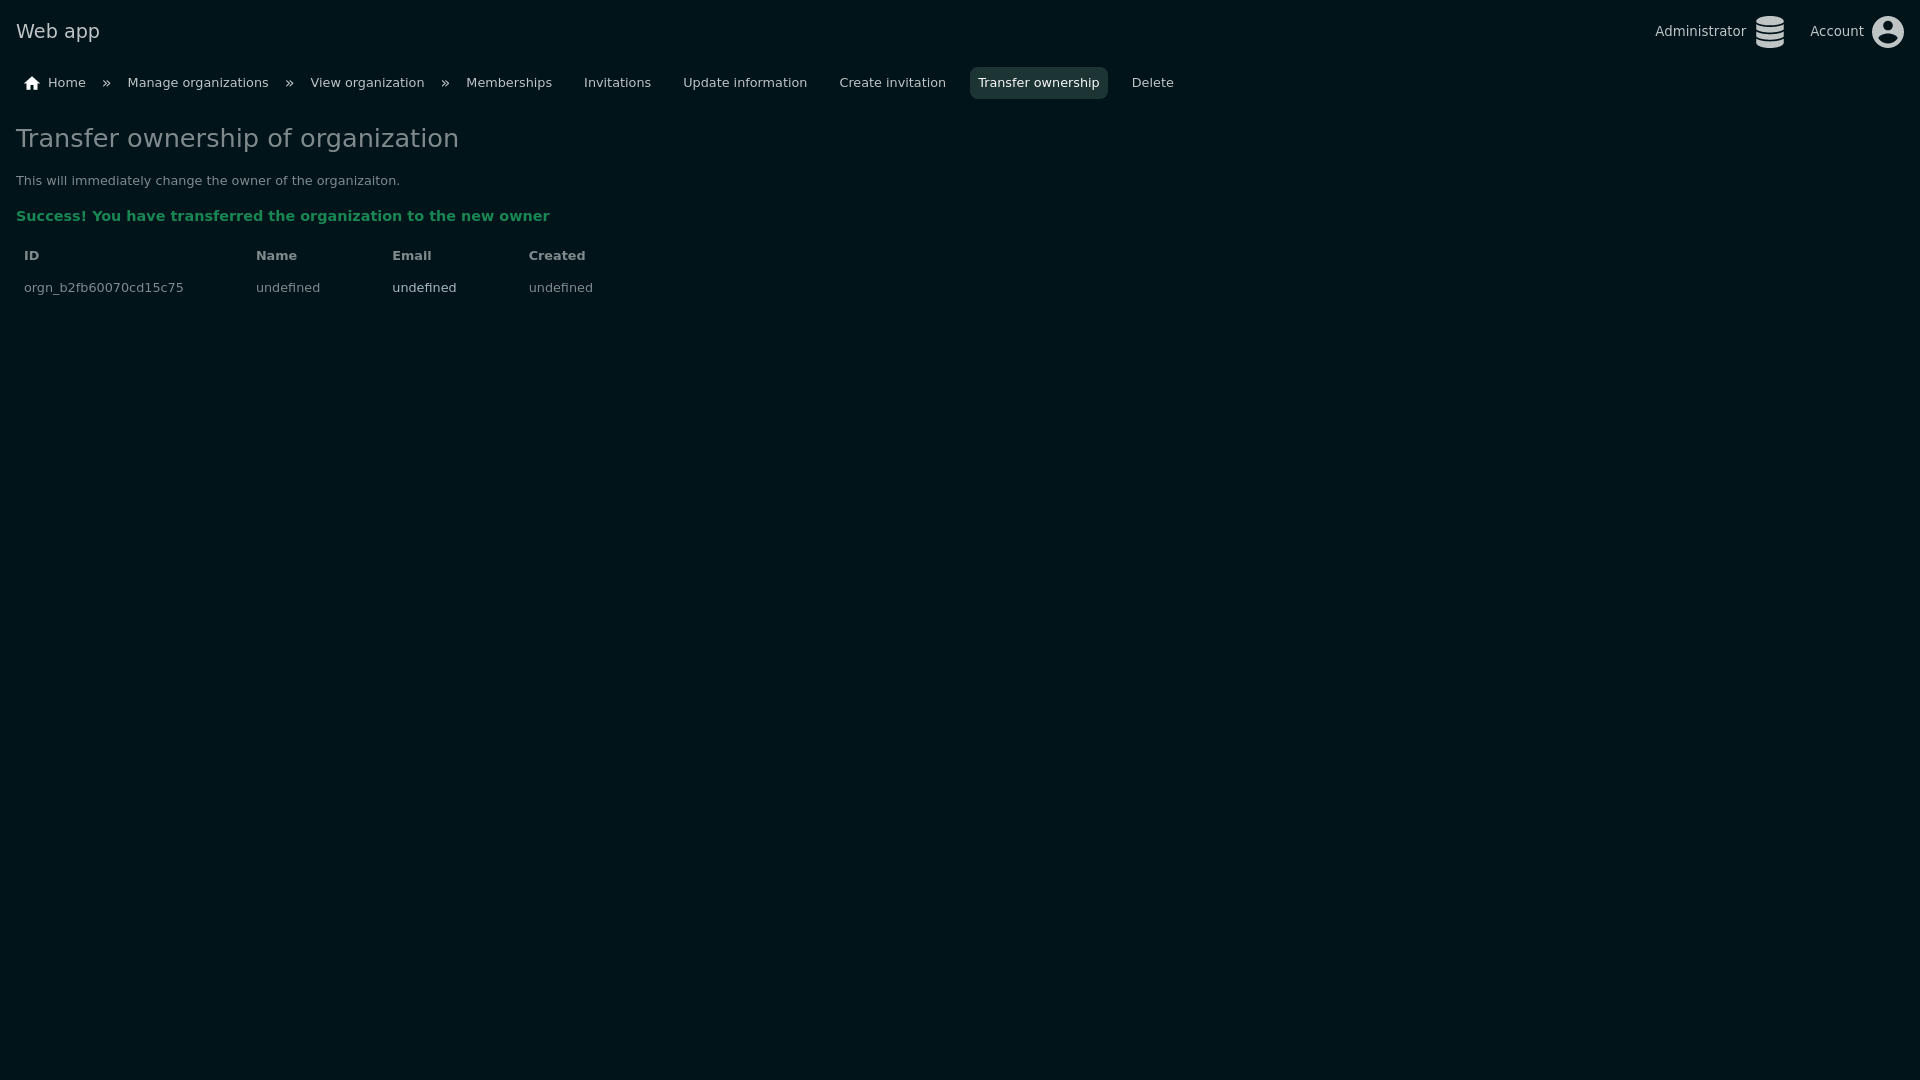 Web app
Administrator
Account
Home » Manage organizations » View organization » Memberships Invitations Update information Create invitation Transfer ownership Delete
Transfer ownership of organization
This will immediately change the owner of the organizaiton.
Success! You have transferred the organization to the new owner
ID Name Email Created
orgn_b2fb60070cd15c75 undefined undefined undefined